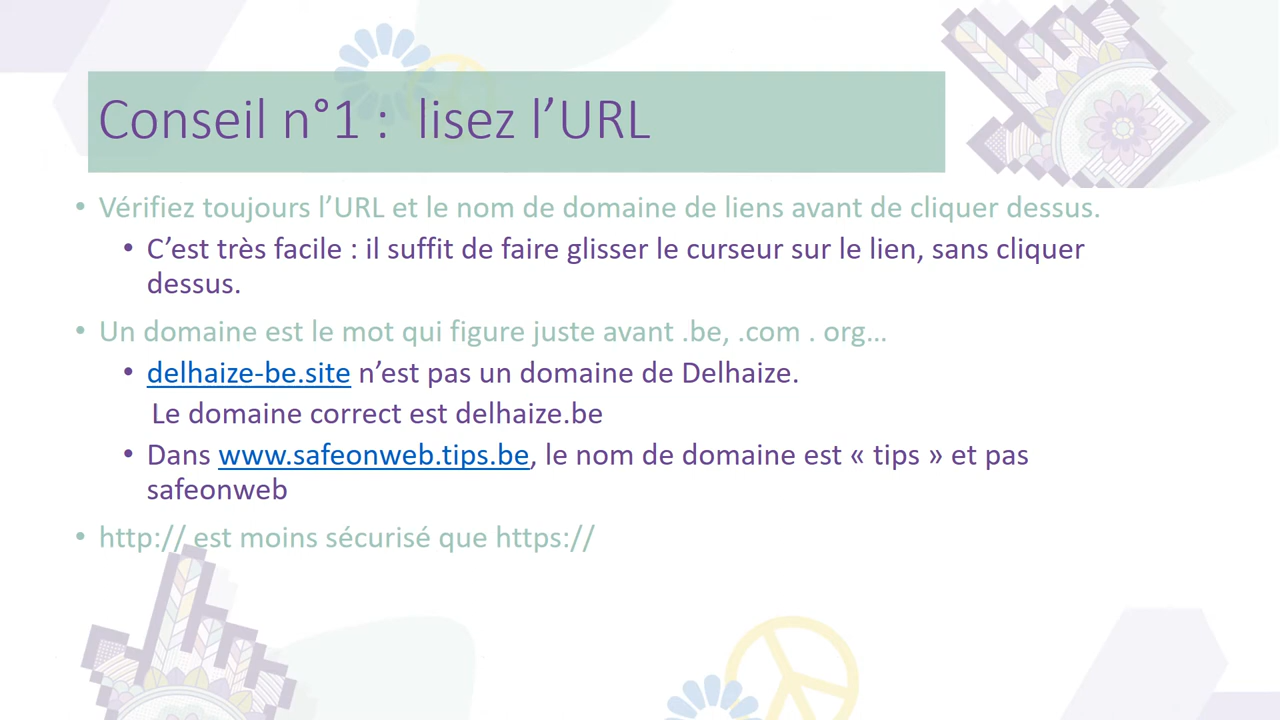 Conseil n°1 :  lisez l’URL
• Vérifiez toujours l’URL et le nom de domaine de liens avant de cliquer dessus.
• C’est très facile : il suffit de faire glisser le curseur sur le lien, sans cliquer
dessus.
• Un domaine est le mot qui figure juste avant .be, .com . org…
• delhaize-be.site n’est pas un domaine de Delhaize.
Le domaine correct est delhaize.be
• Dans www.safeonweb.tips.be, le nom de domaine est « tips » et pas
safeonweb
• http:// est moins sécurisé que https://